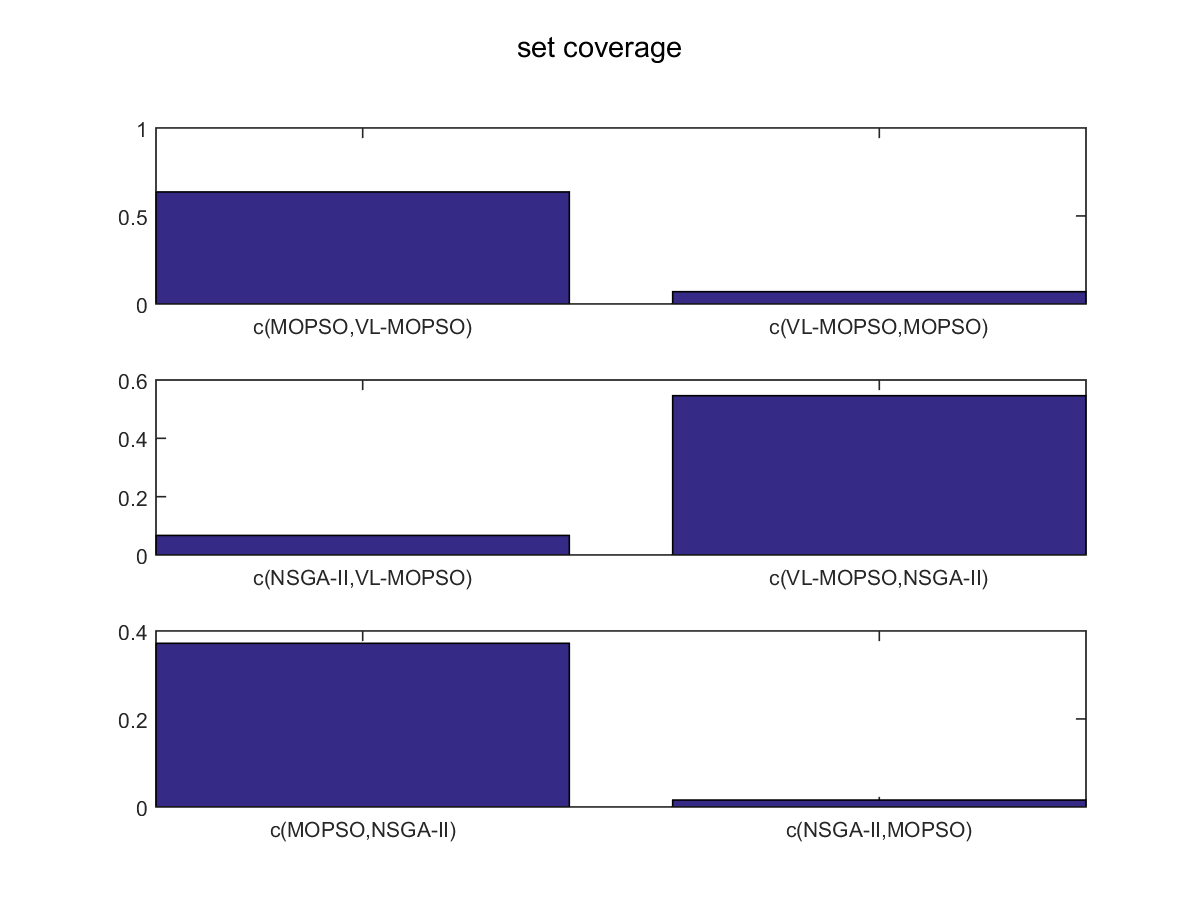 set coverage
1
0.5
0
c(MOPSO,VL-MOPSO) c(VL-MOPSO,MOPSO)
0.6
0.4
0.2
0
c(NSGA-II,VL-MOPSO) c(VL-MOPSO,NSGA-II)
0.4
0.2
0
c(MOPSO,NSGA-II) c(NSGA-II,MOPSO)